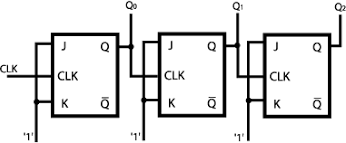 Q0 Q1 Q2
J Q J Q J Q
CLK CLK CLK CLK
K Q̅ K Q̅ K Q̅
'1' '1' '1'